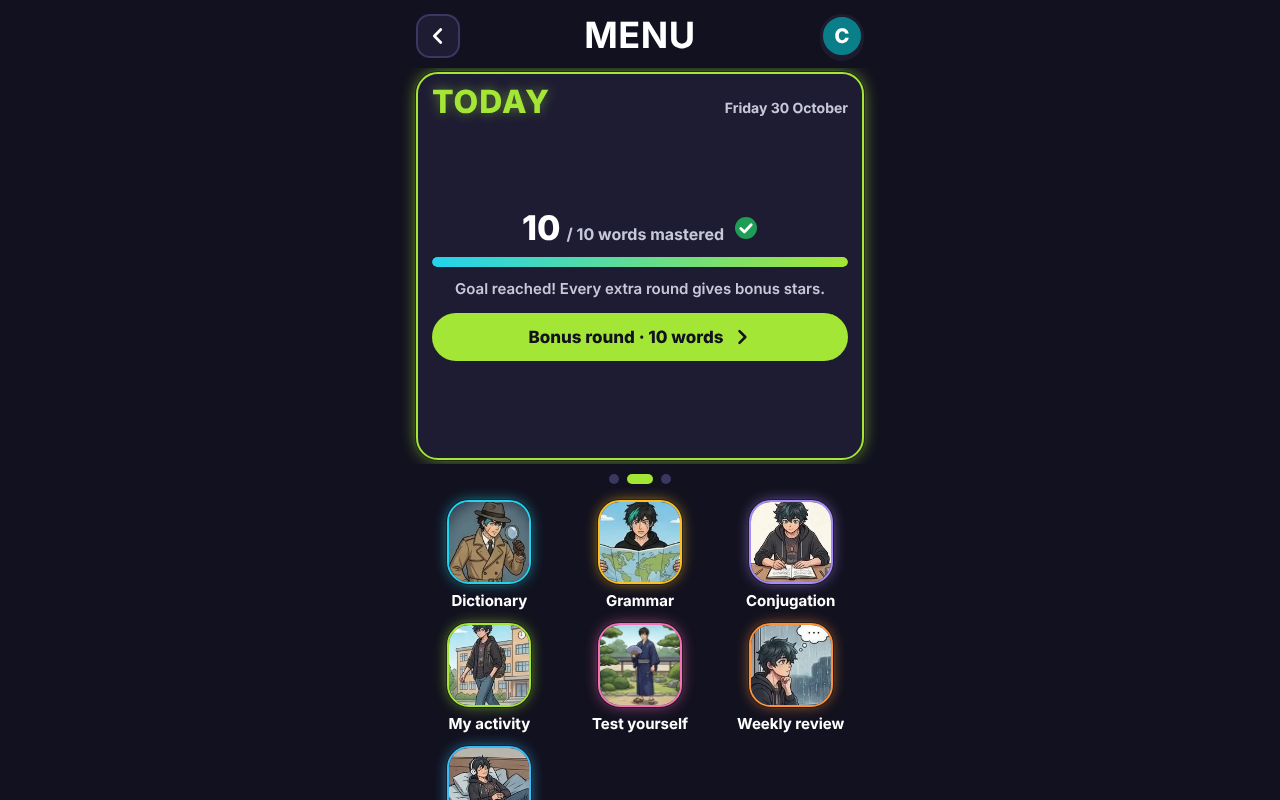 MENU
C
TODAY
Friday 30 October
10 / 10 words mastered
Goal reached! Every extra round gives bonus stars.
Bonus round · 10 words
Dictionary
Grammar
Conjugation
My activity
Test yourself
Weekly review